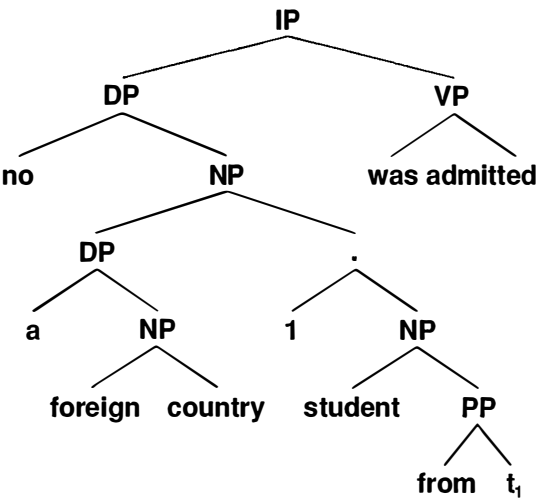 IP
DP VP
no NP was admitted
DP .
a NP 1 NP
foreign country student PP
from t₁